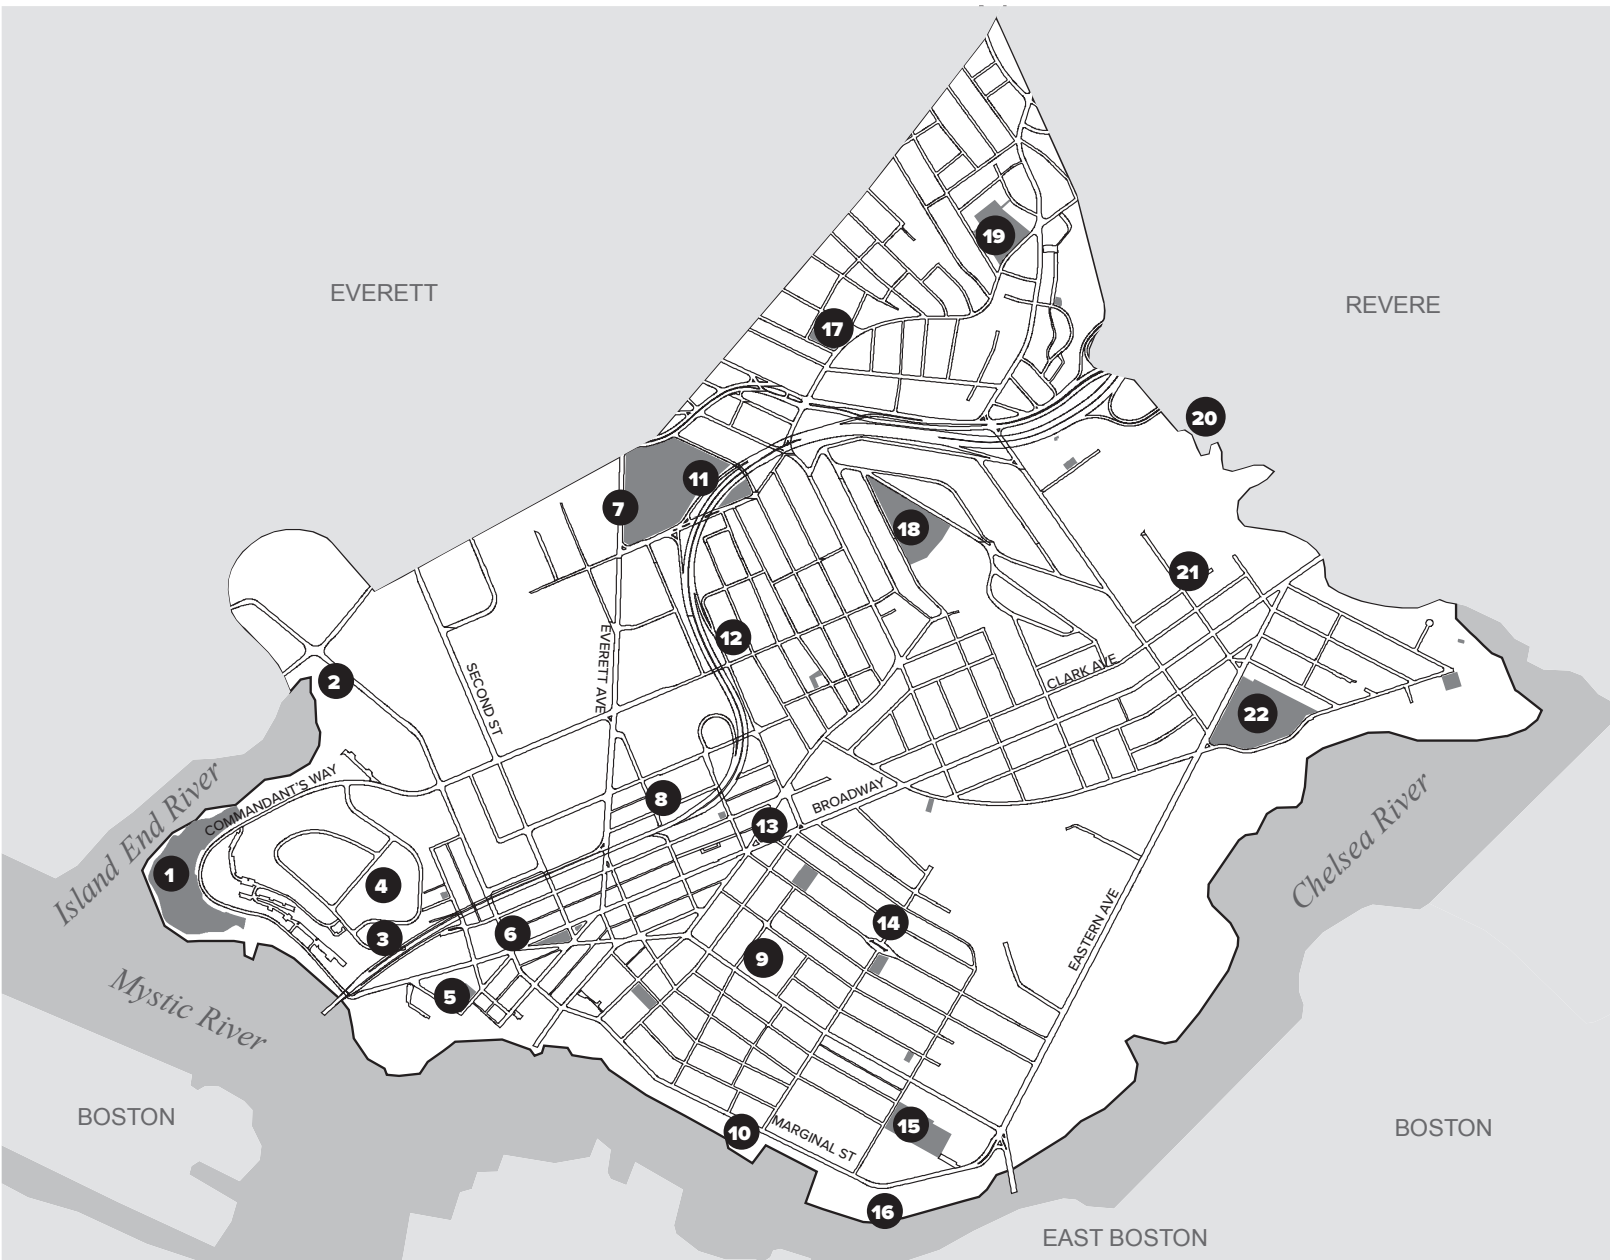 19
EVERETT
REVERE
17
20
11
7
18
21
12
EVERETT AVE
2
SECOND ST
CLARK AVE
22
COMMANDANT'S WAY
Island End River
8
BROADWAY
13
Chelsea River
1
4
14
3
6
EASTERN AVE
9
5
Mystic River
BOSTON
10
MARGINAL ST
15
BOSTON
16
EAST BOSTON